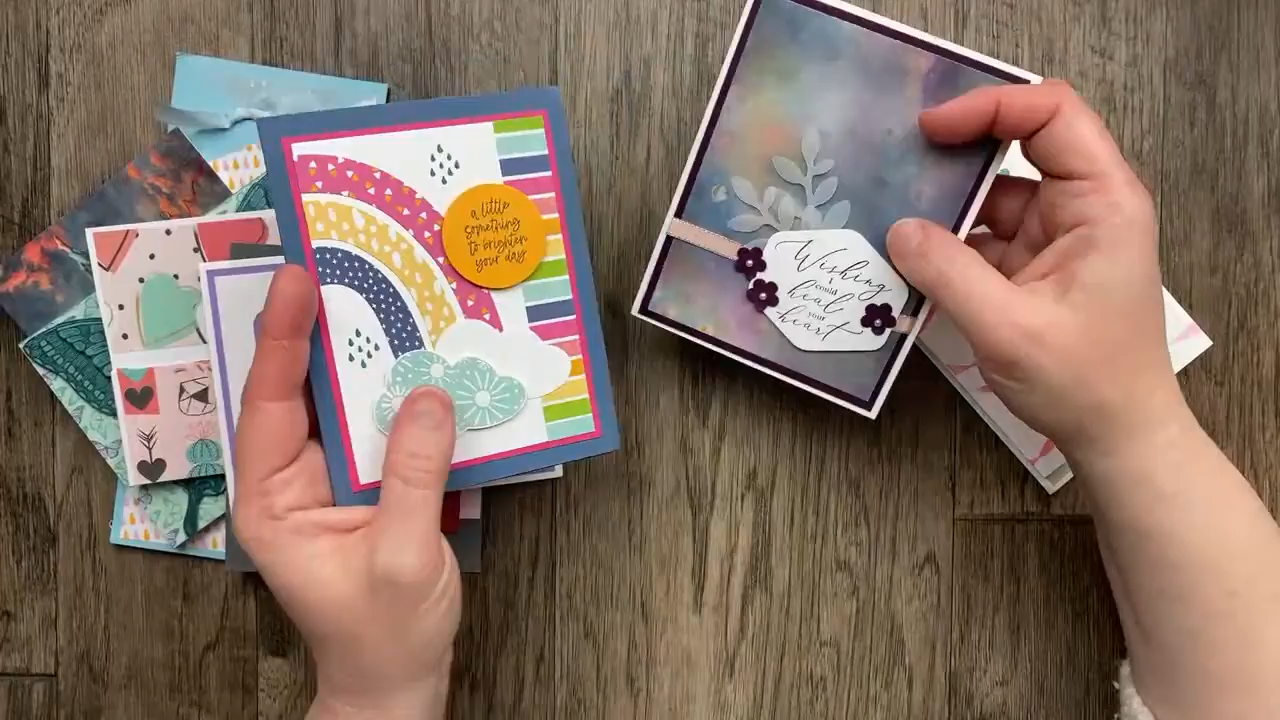 a little
something
to brighten
your day
Wishing
I
could
heal
your
heart